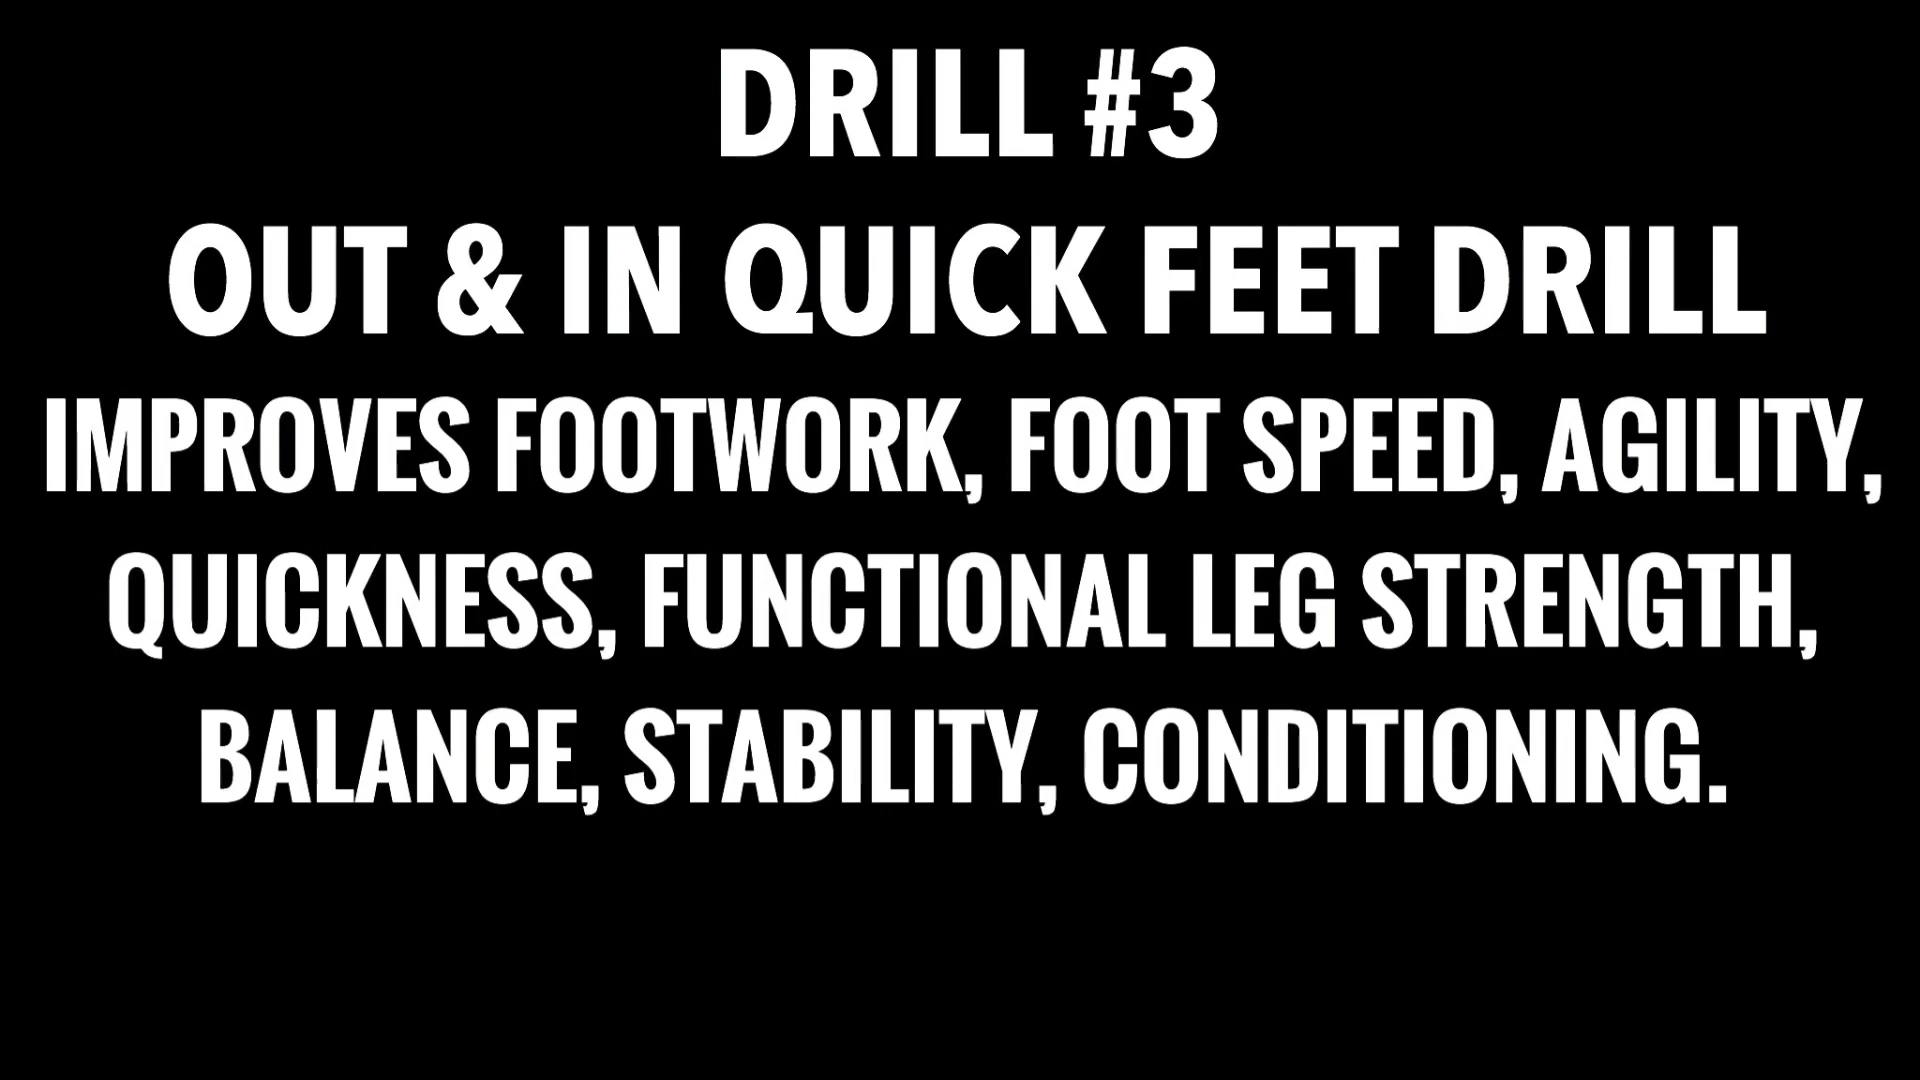 DRILL #3
OUT & IN QUICK FEET DRILL
IMPROVES FOOTWORK, FOOT SPEED, AGILITY,
QUICKNESS, FUNCTIONAL LEG STRENGTH,
BALANCE, STABILITY, CONDITIONING.